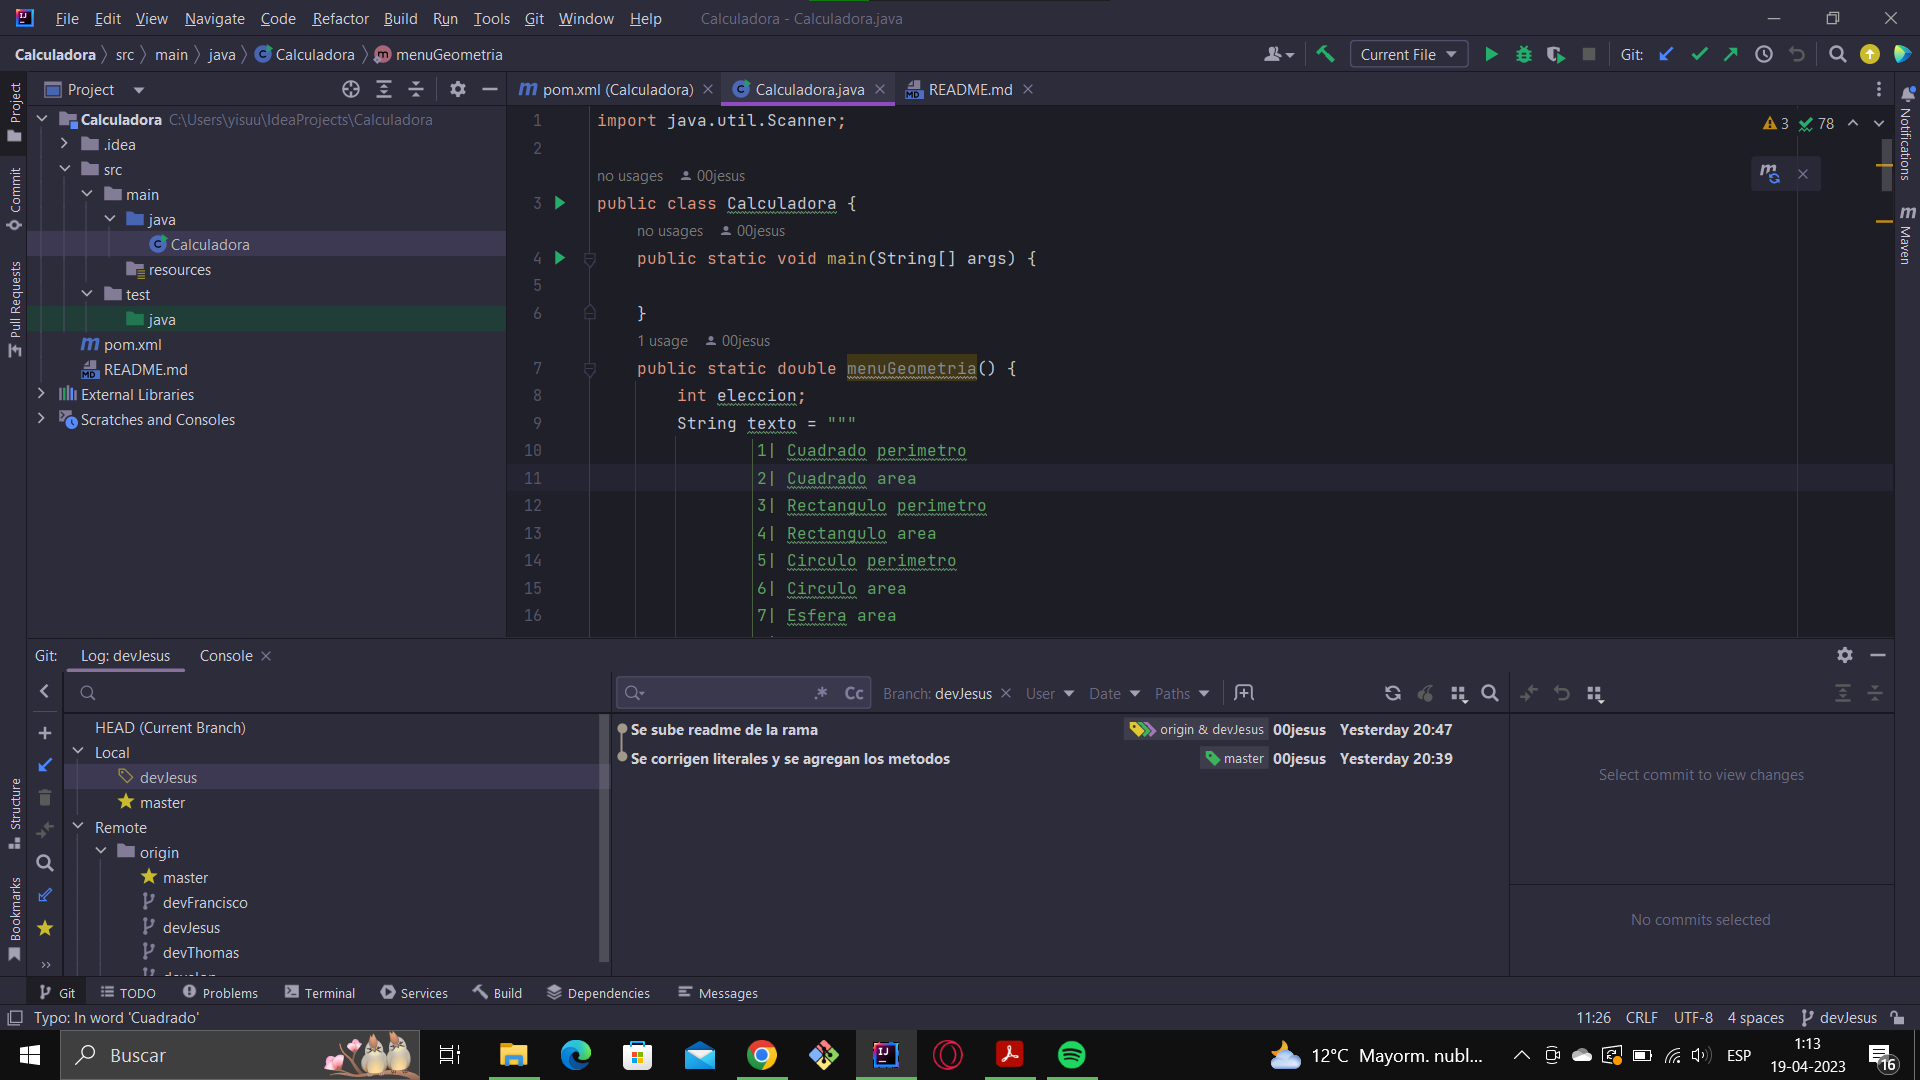 File Edit View Navigate Code Refactor Build Run Tools Git Window Help Calculadora - Calculadora.java
Calculadora src main java Calculadora menuGeometria
Current File
Git:
Project
pom.xml (Calculadora)
Calculadora.java
README.md
Calculadora C:\Users\yisuu\IdeaProjects\Calculadora
.idea
src
main
java
Calculadora
resources
test
java
pom.xml
README.md
External Libraries
Scratches and Consoles
Project
Commit
Pull Requests
Structure
Bookmarks
Notifications
Maven
3 78
1 import java.util.Scanner;
2
no usages 00jesus
3 public class Calculadora {
no usages 00jesus
4 public static void main(String[] args) {
5
6 }
1 usage 00jesus
7 public static double menuGeometria() {
8 int eleccion;
9 String texto = """
10 1| Cuadrado perimetro
11 2| Cuadrado area
12 3| Rectangulo perimetro
13 4| Rectangulo area
14 5| Circulo perimetro
15 6| Circulo area
16 7| Esfera area
Git: Log: devJesus Console
HEAD (Current Branch)
Local
devJesus
master
Remote
origin
master
devFrancisco
devJesus
devThomas
.* Cc Branch: devJesus User Date Paths
Se sube readme de la rama origin & devJesus 00jesus Yesterday 20:47
Se corrigen literales y se agregan los metodos master 00jesus Yesterday 20:39
Select commit to view changes
No commits selected
Git TODO Problems Terminal Services Build Dependencies Messages
Typo: In word 'Cuadrado' 11:26 CRLF UTF-8 4 spaces devJesus
Buscar
12°C Mayorm. nubl...
ESP
1:13
19-04-2023
16